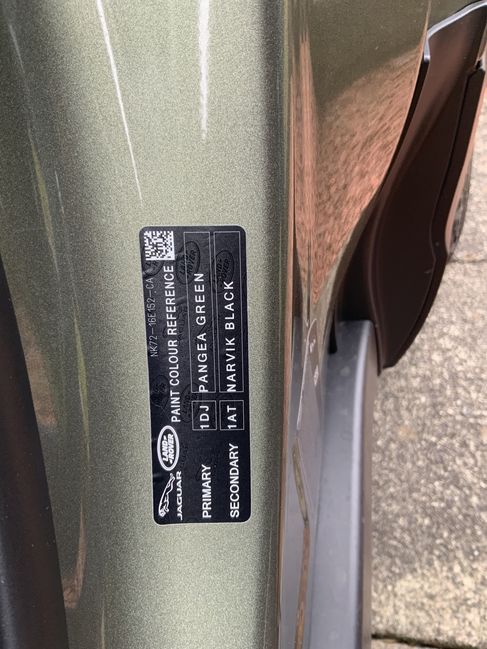 NK72-16E152-CA
JAGUAR
LAND-
ROVER
PAINT COLOUR REFERENCE
PRIMARY 1DJ PANGEA GREEN
SECONDARY 1AT NARVIK BLACK